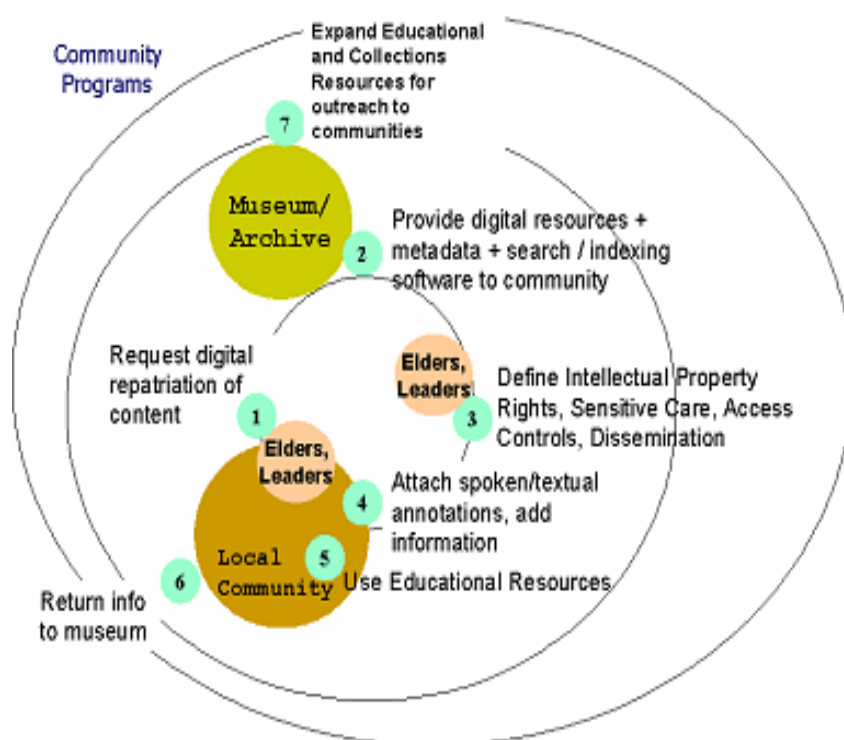 Community
Programs
Expand Educational
and Collections
Resources for
outreach to
communities
7
Museum/
Archive
2
Provide digital resources +
metadata + search / indexing
software to community
Request digital
repatriation of
content
1
Elders,
Leaders
Elders,
Leaders
3
Define Intellectual Property
Rights, Sensitive Care, Access
Controls, Dissemination
4
Attach spoken/textual
annotations, add
information
Local
Community
5
Use Educational Resources
6
Return info
to museum